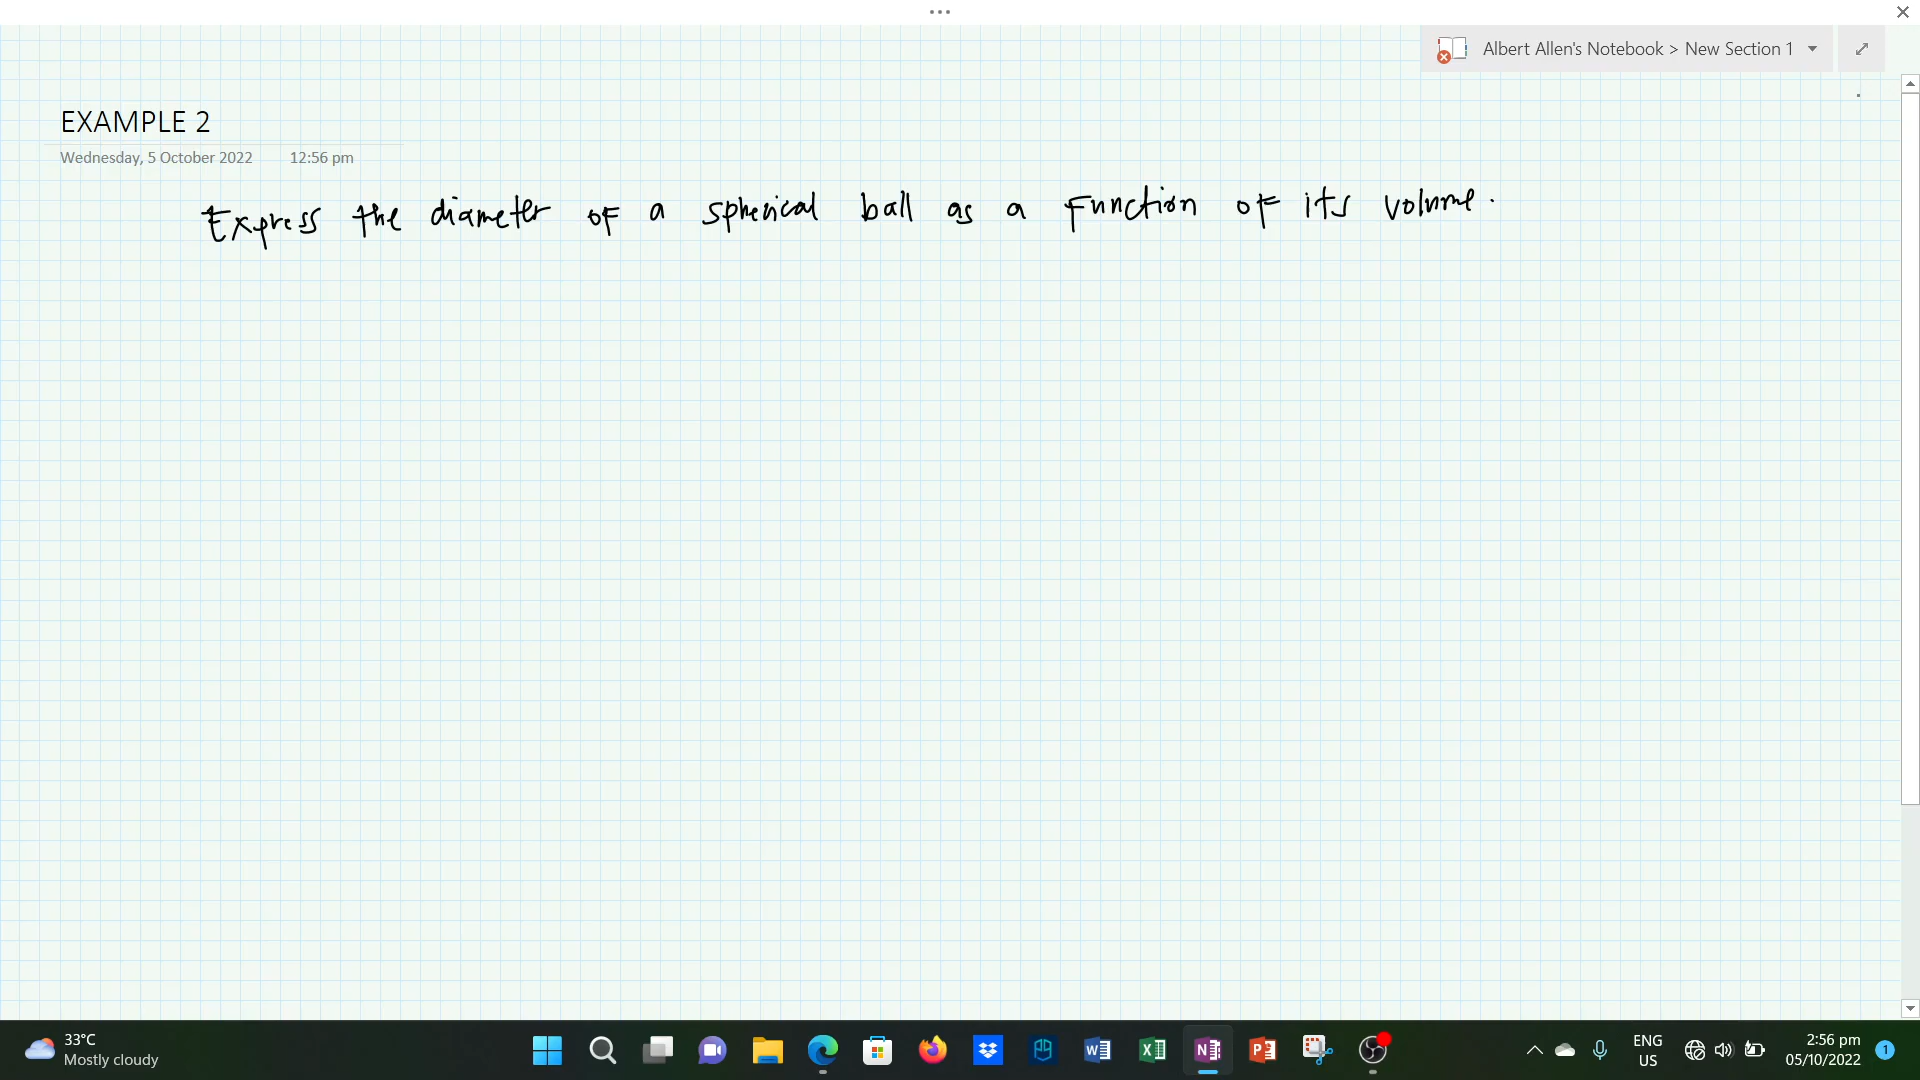 Albert Allen's Notebook > New Section 1
EXAMPLE 2
Wednesday, 5 October 2022 12:56 pm
Express the diameter of a spherical ball as a function of its volume.
33°C
Mostly cloudy
ENG
US
2:56 pm
05/10/2022
1